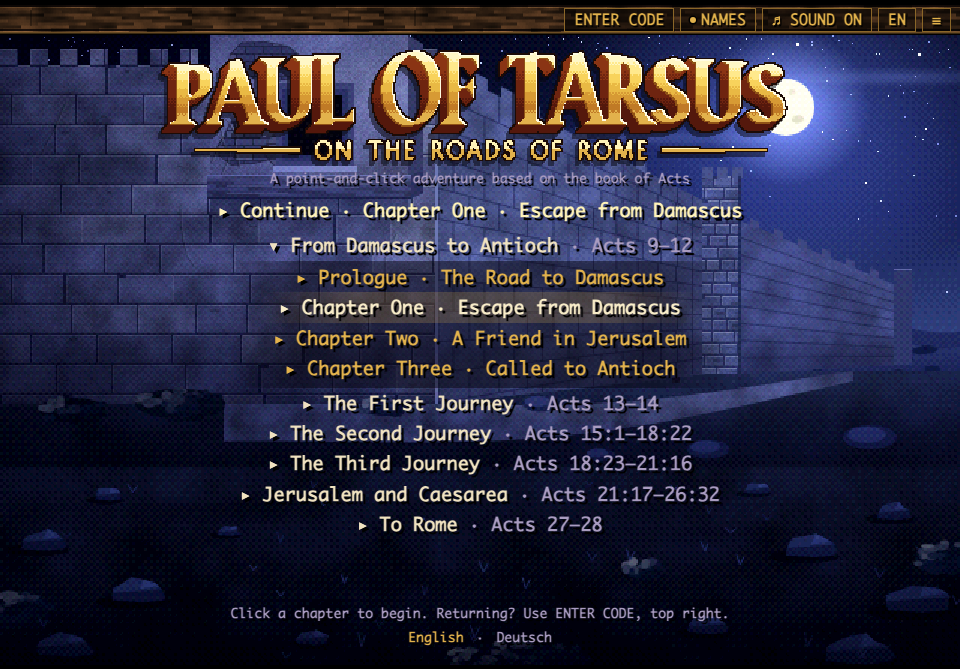 ENTER CODE • NAMES ♬ SOUND ON EN ≡
PAUL OF TARSUS
ON THE ROADS OF ROME
A point-and-click adventure based on the book of Acts
▸ Continue · Chapter One · Escape from Damascus
▾ From Damascus to Antioch · Acts 9–12
▸ Prologue · The Road to Damascus
▸ Chapter One · Escape from Damascus
▸ Chapter Two · A Friend in Jerusalem
▸ Chapter Three · Called to Antioch
▸ The First Journey · Acts 13–14
▸ The Second Journey · Acts 15:1–18:22
▸ The Third Journey · Acts 18:23–21:16
▸ Jerusalem and Caesarea · Acts 21:17–26:32
▸ To Rome · Acts 27–28
Click a chapter to begin. Returning? Use ENTER CODE, top right.
English · Deutsch